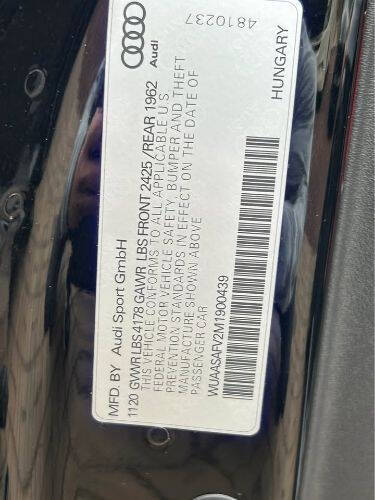 MFD. BY Audi Sport GmbH
1120 GVWR LBS 4178 GAWR LBS FRONT 2425 / REAR 1962
THIS VEHICLE CONFORMS TO ALL APPLICABLE U.S.
FEDERAL MOTOR VEHICLE SAFETY, BUMPER AND THEFT
PREVENTION STANDARDS IN EFFECT ON THE DATE OF
MANUFACTURE SHOWN ABOVE
PASSENGER CAR
WUAASAFV2M1900439
Audi
4810237
HUNGARY